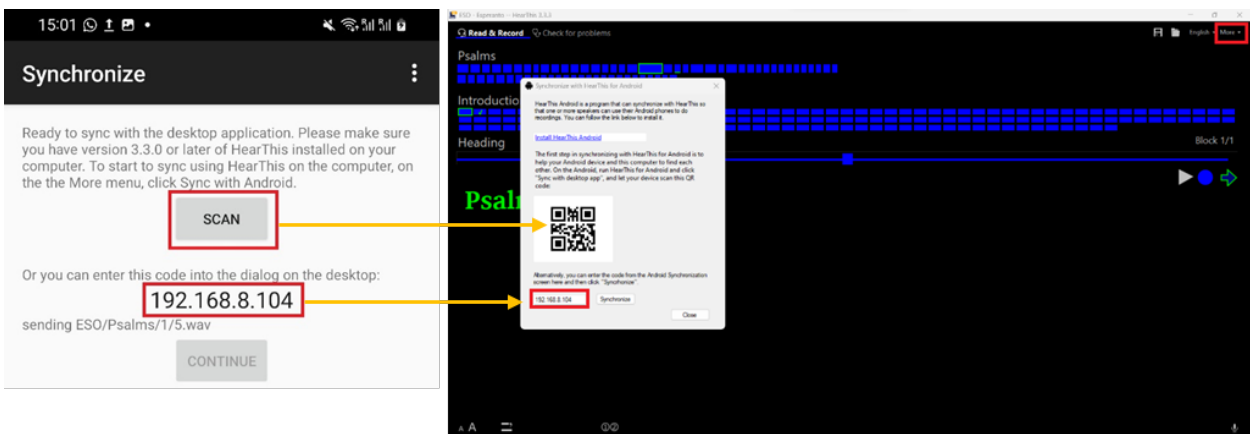 15:01
Synchronize
Ready to sync with the desktop application. Please make sure
you have version 3.3.0 or later of HearThis installed on your
computer. To start to sync using HearThis on the computer, on
the the More menu, click Sync with Android.
SCAN
Or you can enter this code into the dialog on the desktop:
192.168.8.104
sending ESO/Psalms/1/5.wav
CONTINUE
ESO - Esperanto -- HearThis 3.3.3
Read & Record Check for problems English More
Psalms
Introductio
Heading
Block 1/1
Psal
Synchronize with HearThis for Android
HearThis Android is a program that can synchronize with HearThis so
that one or more speakers can use their Android phones to do
recordings. You can follow the link below to install it.
Install HearThis Android
The first step in synchronizing with HearThis for Android is to
help your Android device and this computer to find each
other. On the Android, run HearThis for Android and click
"Sync with desktop app", and let your device scan this QR
code:
Alternatively, you can enter the code from the Android Synchronization
screen here and then click "Synchronize".
192.168.8.104 Synchronize
Close
A A
①②